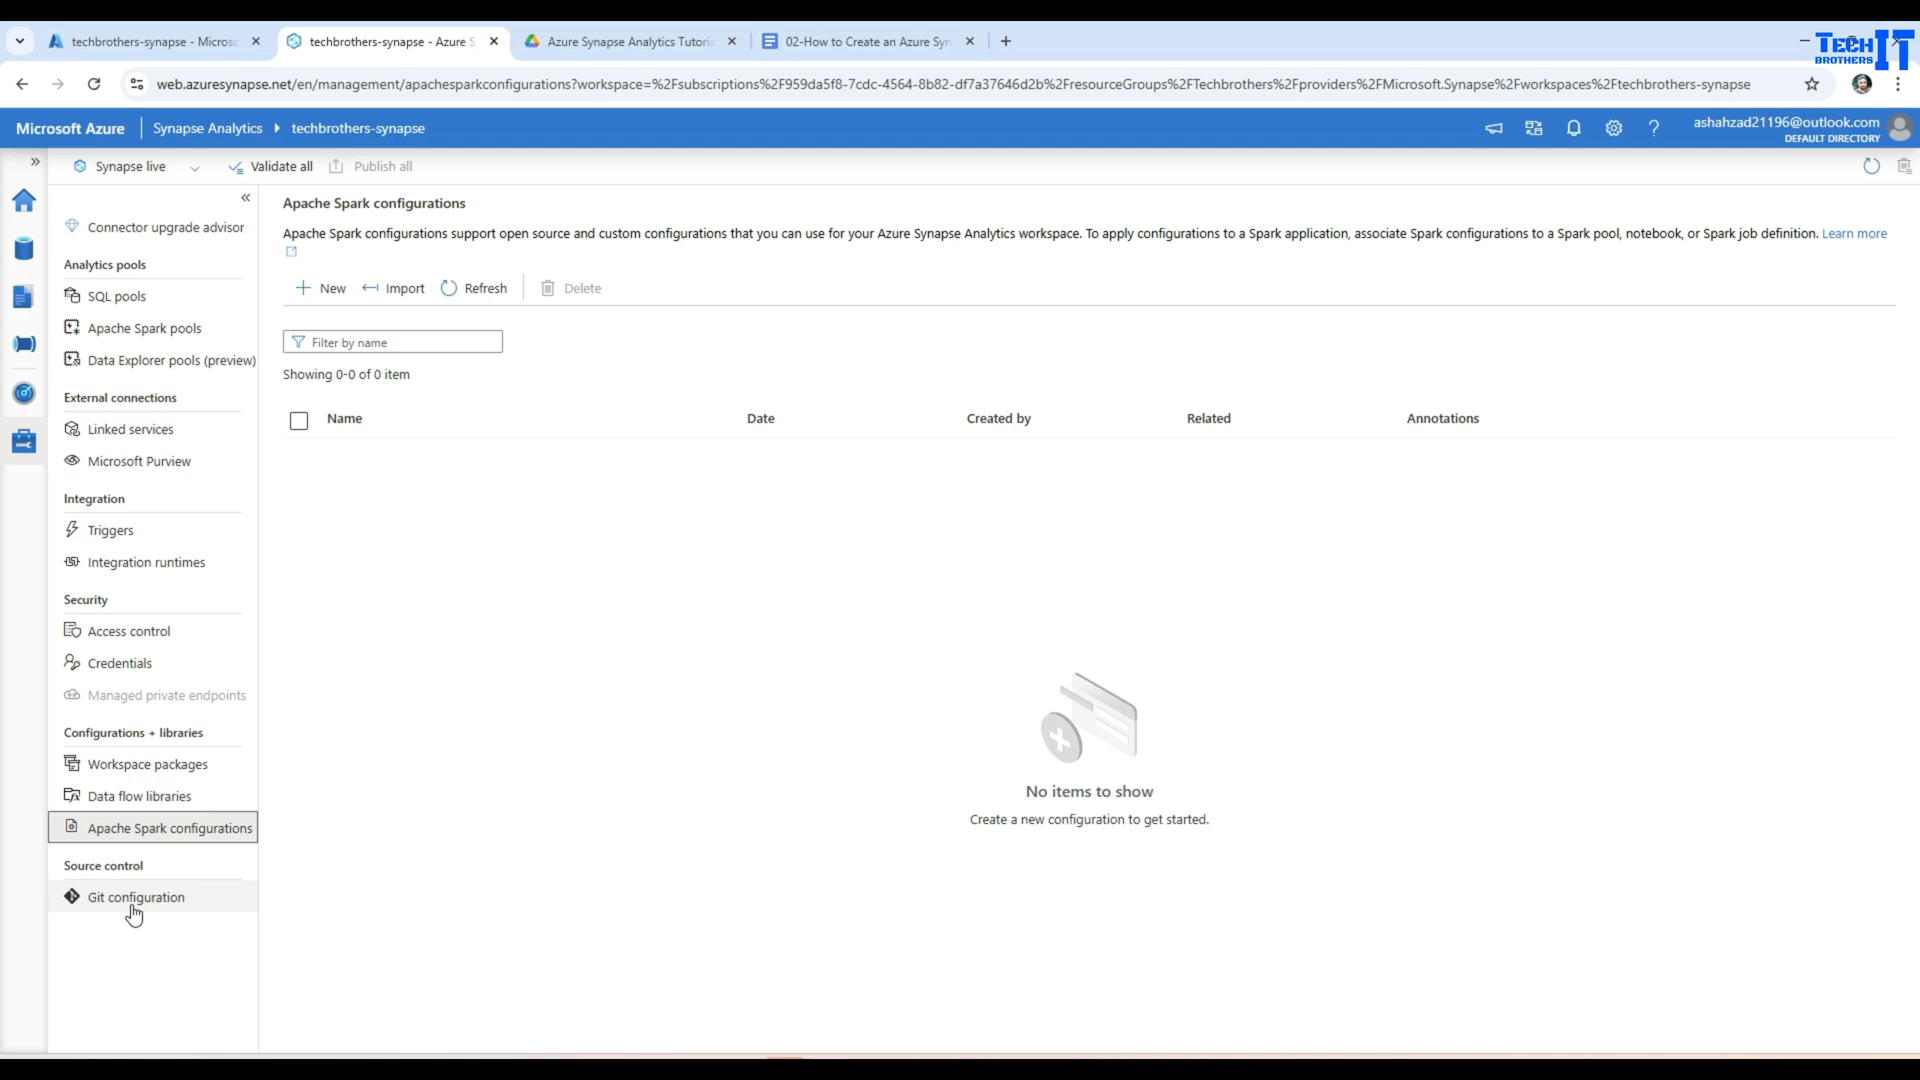 techbrothers-synapse - Micros
techbrothers-synapse - Azure S
Azure Synapse Analytics Tutoria
02-How to Create an Azure Syn
TECH IT
BROTHERS
web.azuresynapse.net/en/management/apachesparkconfigurations?workspace=%2Fsubscriptions%2F959da5f8-7cdc-4564-8b82-df7a37646d2b%2FresourceGroups%2FTechbrothers%2Fproviders%2FMicrosoft.Synapse%2Fworkspaces%2Ftechbrothers-synapse
Microsoft Azure
Synapse Analytics
techbrothers-synapse
ashahzad21196@outlook.com
DEFAULT DIRECTORY
Synapse live
Validate all
Publish all
Connector upgrade advisor
Analytics pools
SQL pools
Apache Spark pools
Data Explorer pools (preview)
External connections
Linked services
Microsoft Purview
Integration
Triggers
Integration runtimes
Security
Access control
Credentials
Managed private endpoints
Configurations + libraries
Workspace packages
Data flow libraries
Apache Spark configurations
Source control
Git configuration
Apache Spark configurations
Apache Spark configurations support open source and custom configurations that you can use for your Azure Synapse Analytics workspace. To apply configurations to a Spark application, associate Spark configurations to a Spark pool, notebook, or Spark job definition. Learn more
New
Import
Refresh
Delete
Filter by name
Showing 0-0 of 0 item
Name Date Created by Related Annotations
No items to show
Create a new configuration to get started.